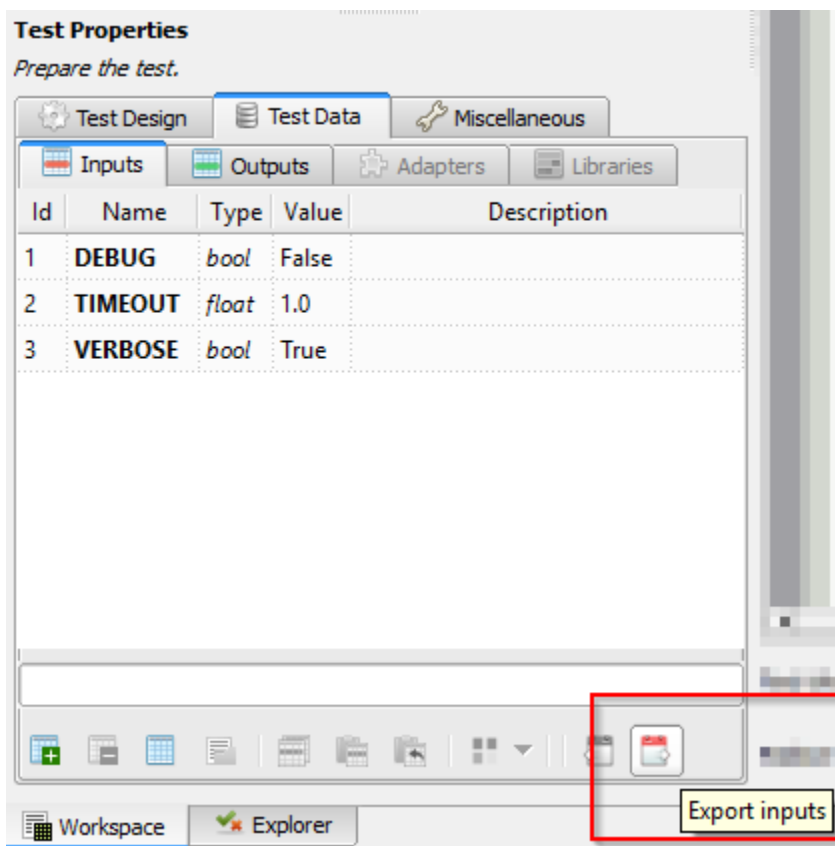 Test Properties
Prepare the test.
Test Design Test Data Miscellaneous
Inputs Outputs Adapters Libraries
Id Name Type Value Description
1 DEBUG bool False
2 TIMEOUT float 1.0
3 VERBOSE bool True
Export inputs
Workspace Explorer